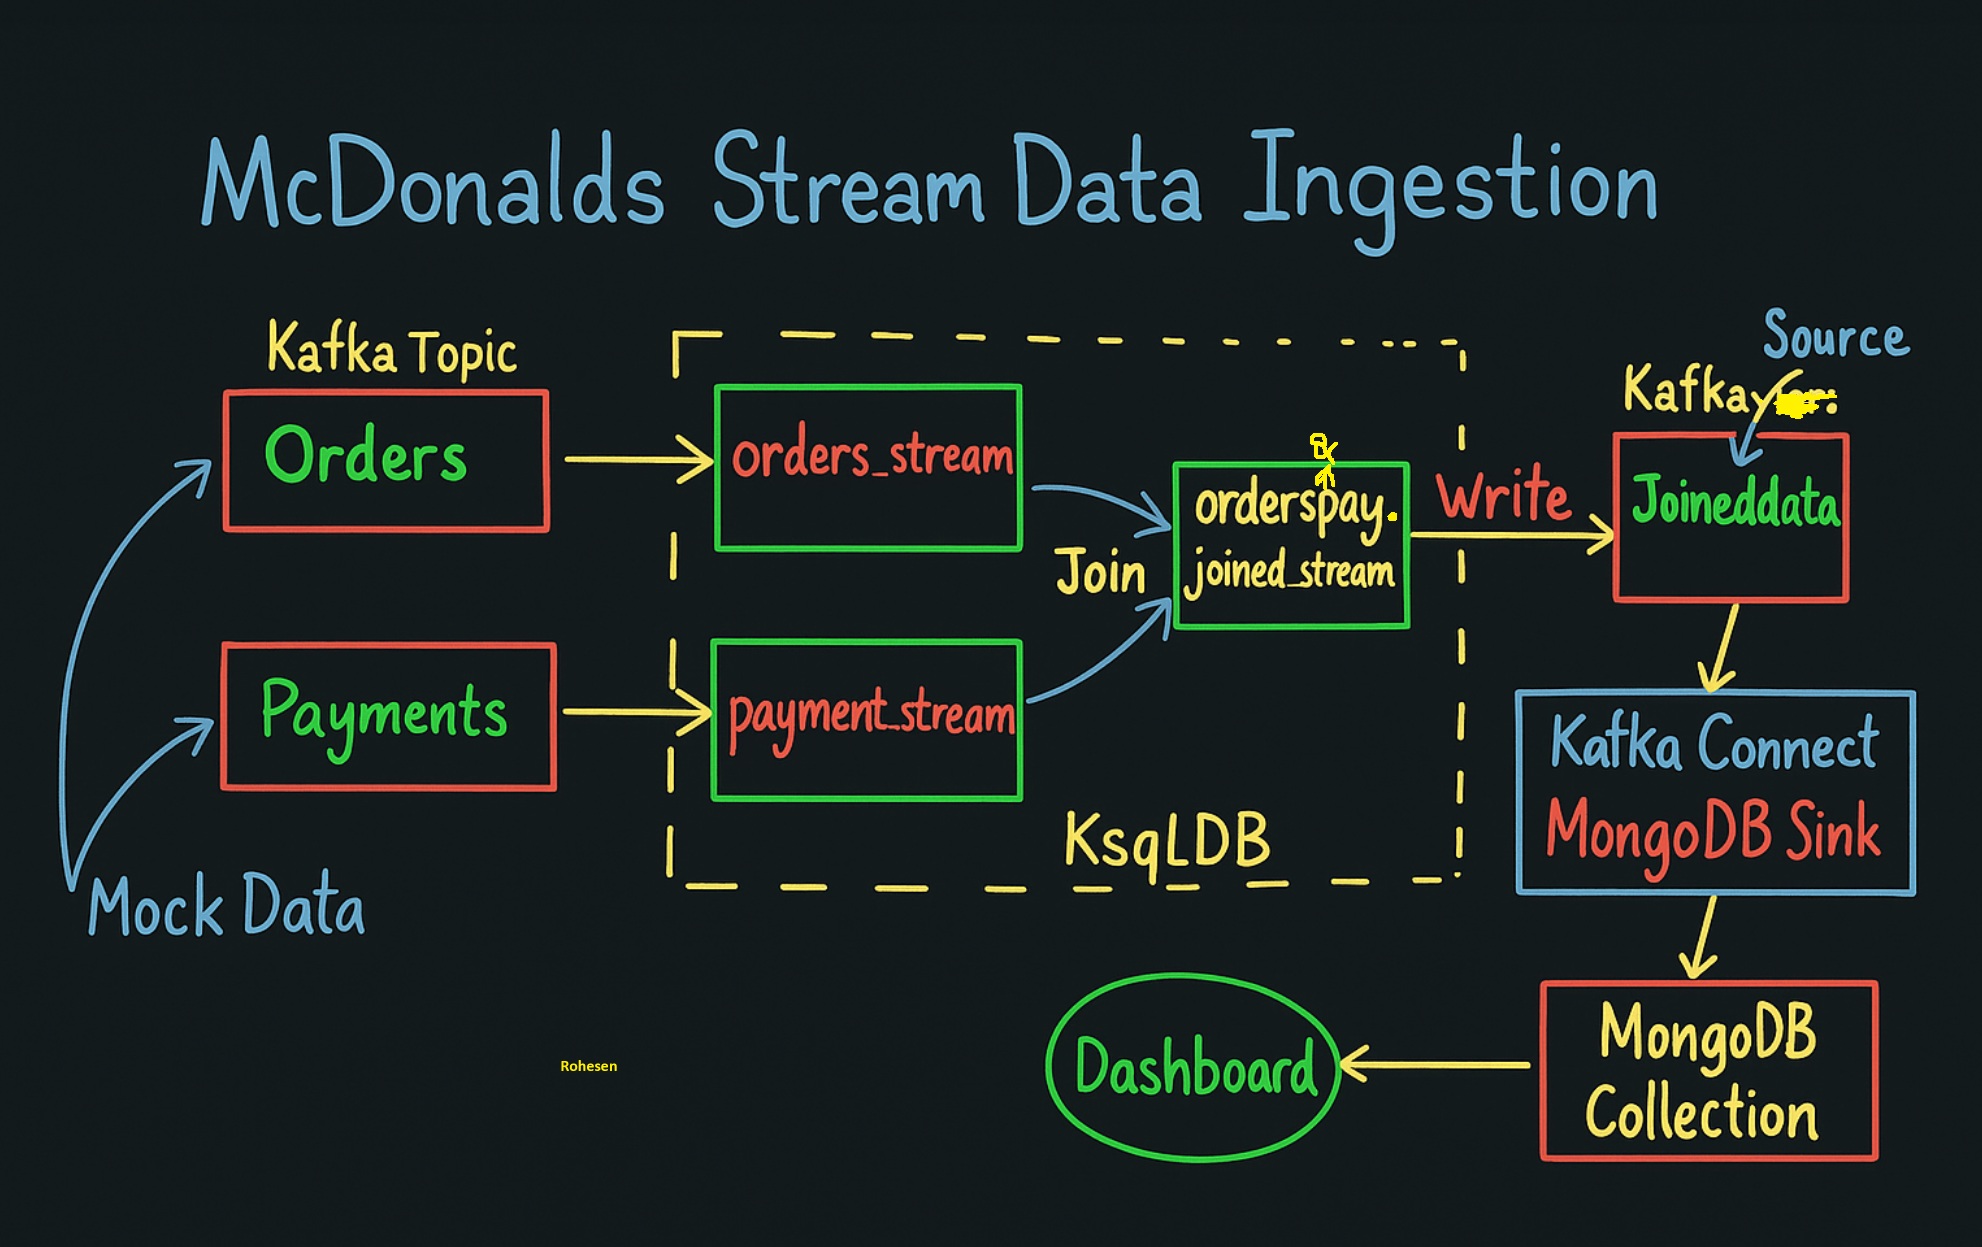 McDonalds Stream Data Ingestion
Source
Kafka Topic
Kafka
Orders
orders_stream
&
orderspay.
joined_stream
Write
Joineddata
Join
Payments
payment_stream
Kafka Connect
MongoDB Sink
KsqLDB
Mock Data
MongoDB
Collection
Dashboard
Rohesen